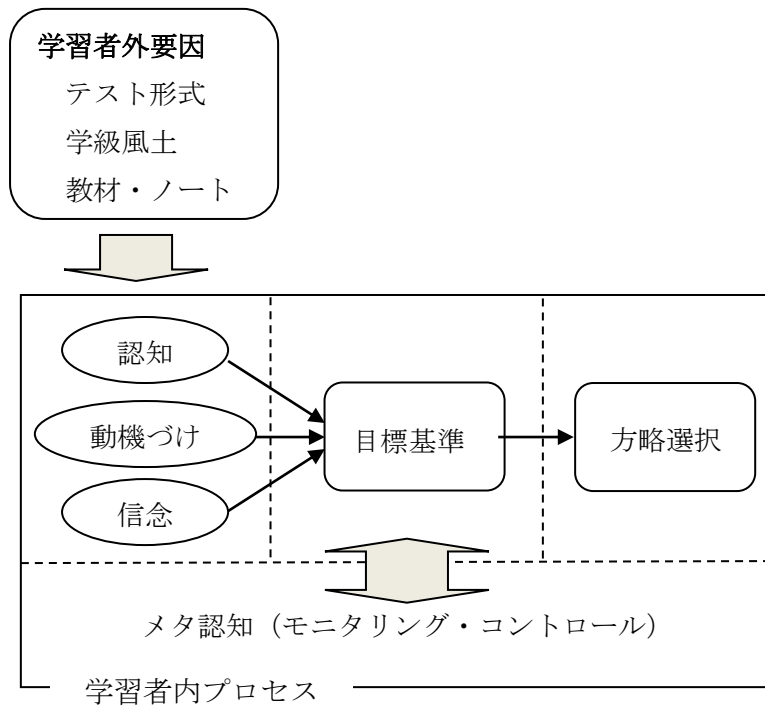 学習者外要因
テスト形式
学級風土
教材・ノート
認知
動機づけ
信念
目標基準
方略選択
メタ認知（モニタリング・コントロール）
学習者内プロセス